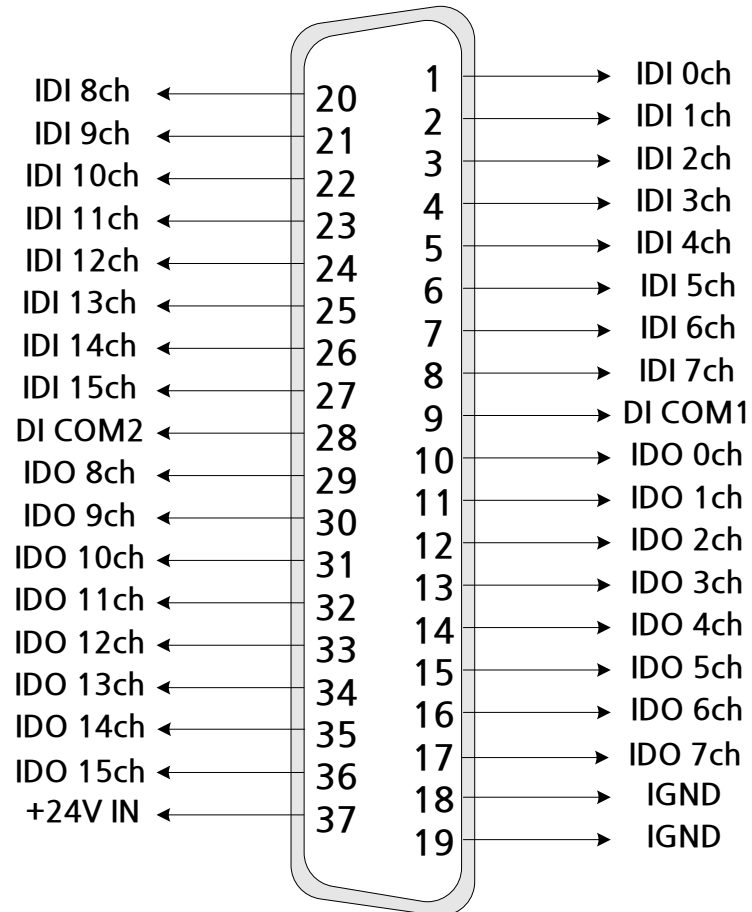 IDI 8ch 20
IDI 9ch 21
IDI 10ch 22
IDI 11ch 23
IDI 12ch 24
IDI 13ch 25
IDI 14ch 26
IDI 15ch 27
DI COM2 28
IDO 8ch 29
IDO 9ch 30
IDO 10ch 31
IDO 11ch 32
IDO 12ch 33
IDO 13ch 34
IDO 14ch 35
IDO 15ch 36
+24V IN 37
1 IDI 0ch
2 IDI 1ch
3 IDI 2ch
4 IDI 3ch
5 IDI 4ch
6 IDI 5ch
7 IDI 6ch
8 IDI 7ch
9 DI COM1
10 IDO 0ch
11 IDO 1ch
12 IDO 2ch
13 IDO 3ch
14 IDO 4ch
15 IDO 5ch
16 IDO 6ch
17 IDO 7ch
18 IGND
19 IGND